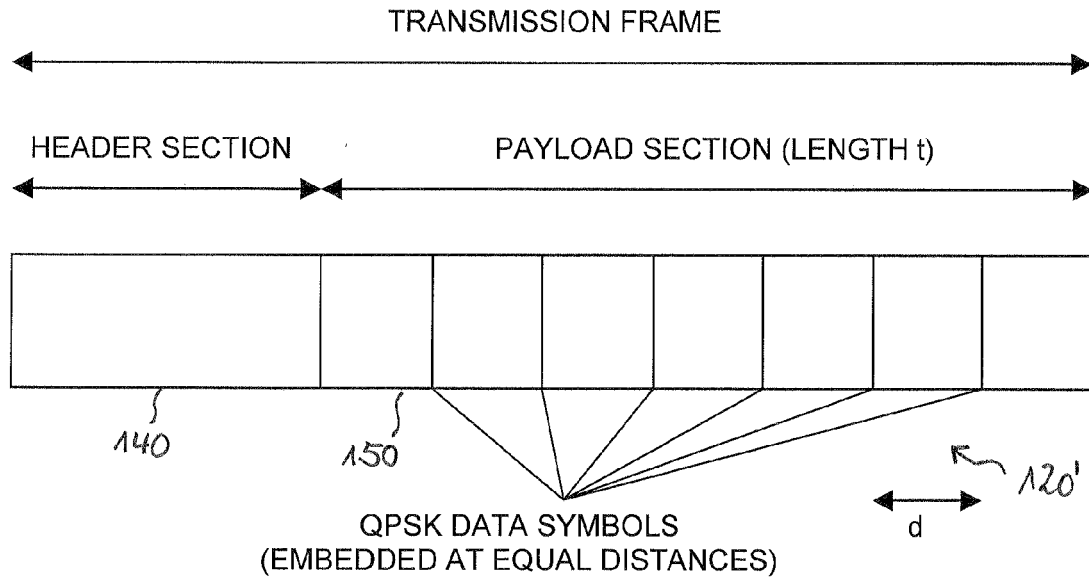 TRANSMISSION FRAME
HEADER SECTION
PAYLOAD SECTION (LENGTH t)
140
150
120'
d
QPSK DATA SYMBOLS
(EMBEDDED AT EQUAL DISTANCES)